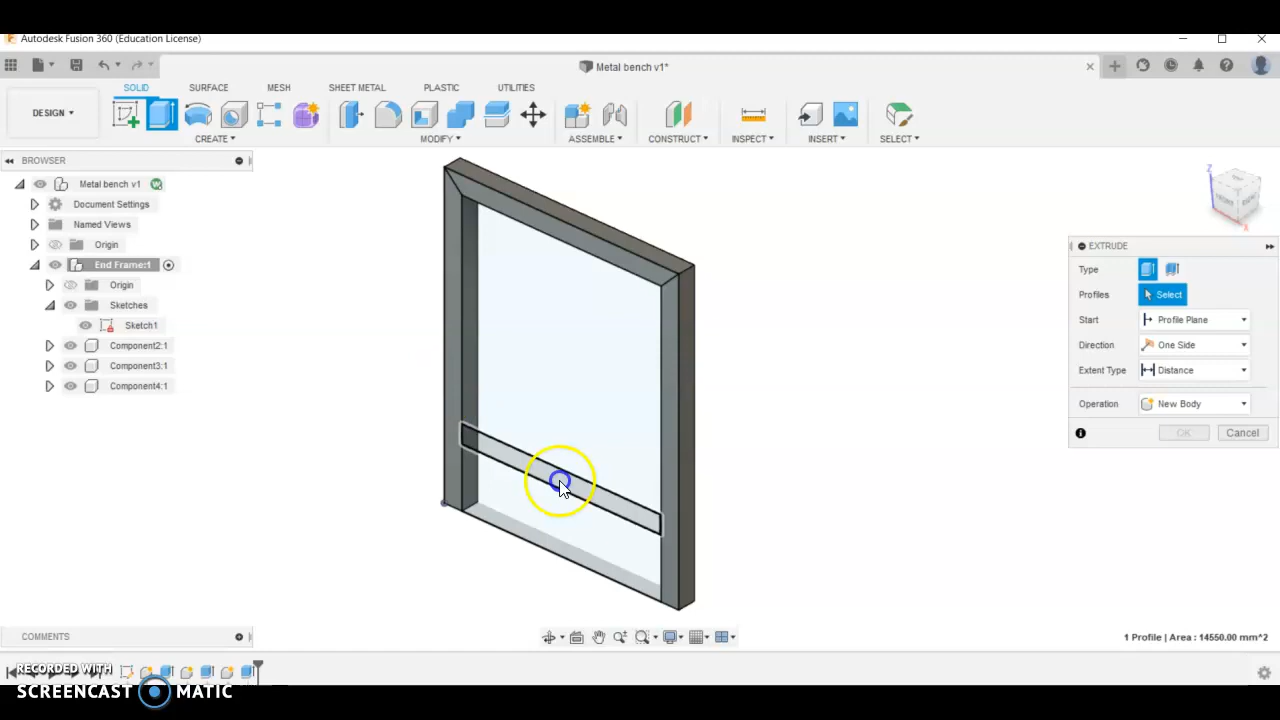 Autodesk Fusion 360 (Education License)
Metal bench v1*
SOLID SURFACE MESH SHEET METAL PLASTIC UTILITIES
DESIGN
CREATE MODIFY ASSEMBLE CONSTRUCT INSPECT INSERT SELECT
BROWSER
Metal bench v1
Document Settings
Named Views
Origin
End Frame:1
Origin
Sketches
Sketch1
Component2:1
Component3:1
Component4:1
FRONT
Z
X
EXTRUDE
Type
Profiles Select
Start Profile Plane
Direction One Side
Extent Type Distance
Operation New Body
OK Cancel
COMMENTS
1 Profile | Area : 14550.00 mm^2
RECORDED WITH
SCREENCAST MATIC